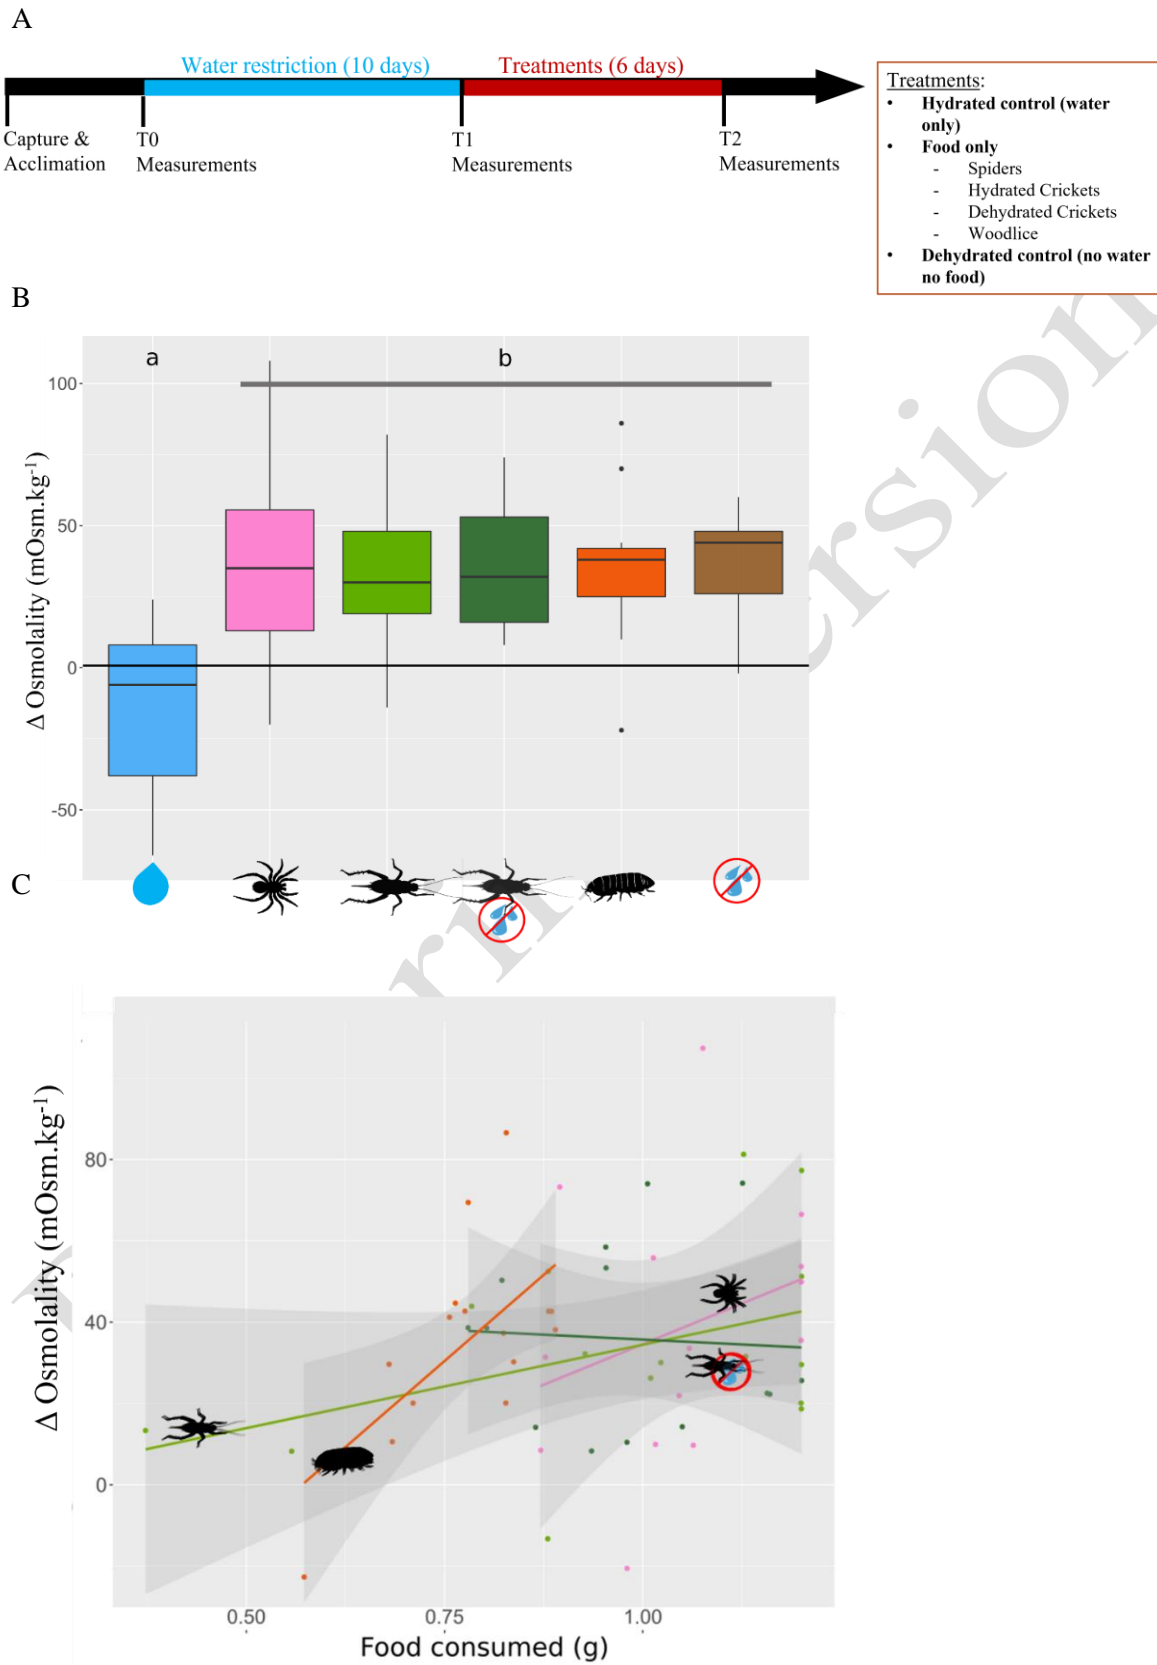 A
Water restriction (10 days)
Treatments (6 days)
Capture &
Acclimation
T0
Measurements
T1
Measurements
T2
Measurements
Treatments:
• Hydrated control (water
only)
• Food only
- Spiders
- Hydrated Crickets
- Dehydrated Crickets
- Woodlice
• Dehydrated control (no water
no food)
B
a
b
100
50
0
-50
Δ Osmolality (mOsm.kg⁻¹)
C
80
40
0
Δ Osmolality (mOsm.kg⁻¹)
0.50 0.75 1.00
Food consumed (g)